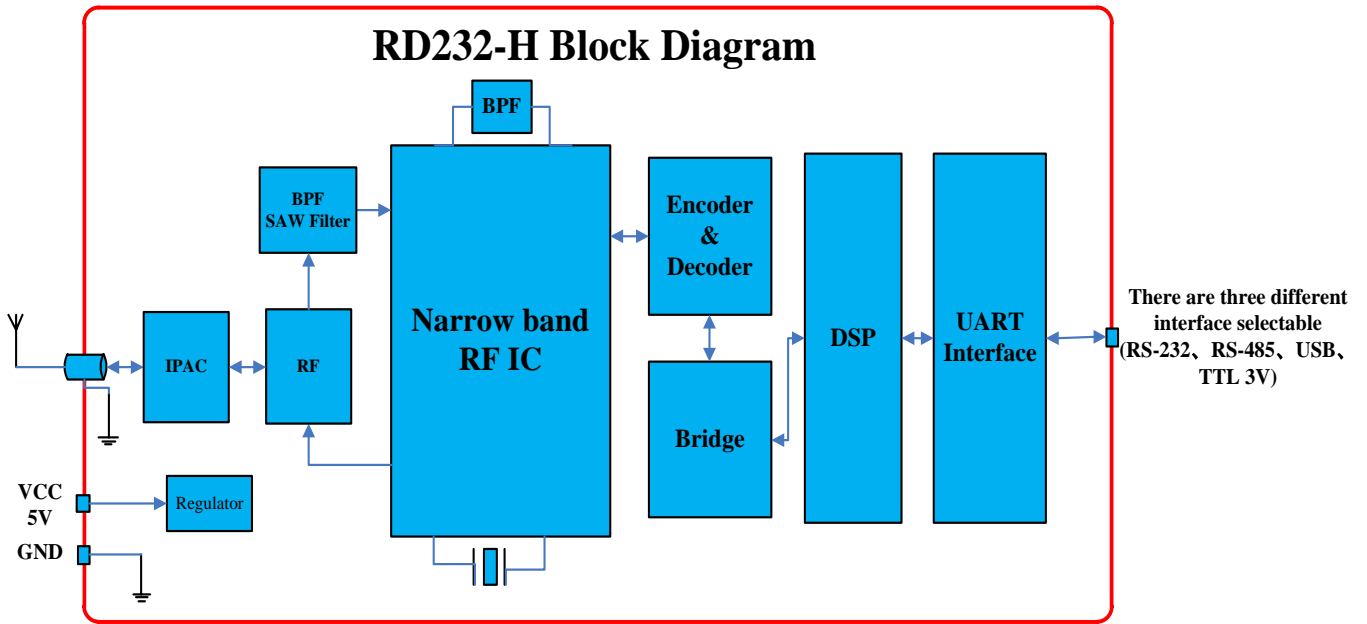 RD232-H Block Diagram
BPF
BPF
SAW Filter
Encoder
&
Decoder
Narrow band
RF IC
IPAC
RF
DSP
UART
Interface
There are three different
interface selectable
(RS-232、RS-485、USB、
TTL 3V)
Bridge
VCC
5V
Regulator
GND